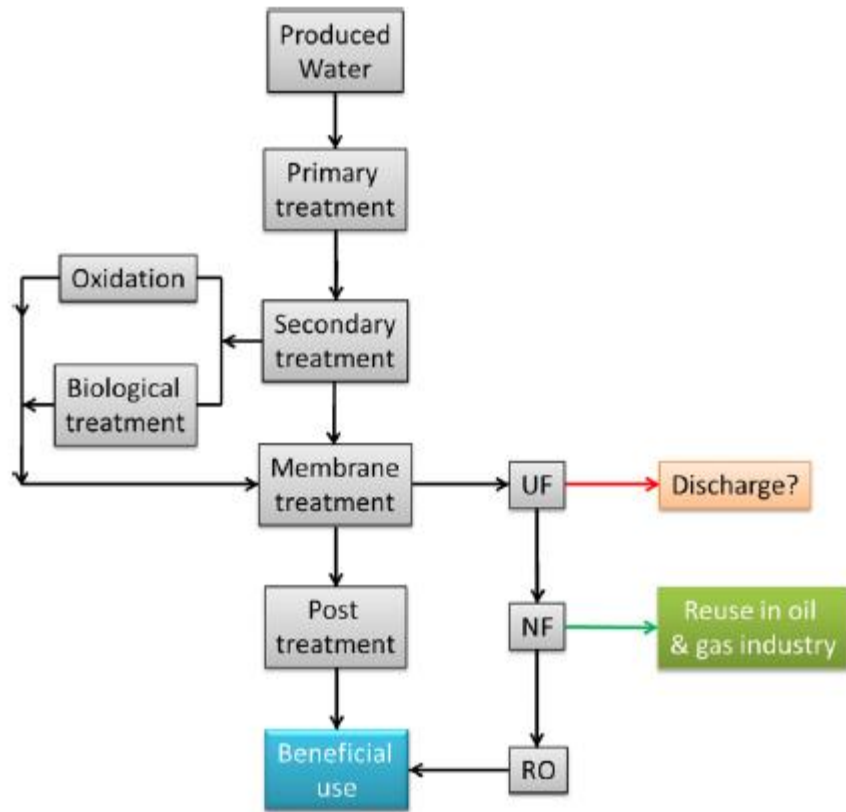 Produced
Water
Primary
treatment
Oxidation
Secondary
treatment
Biological
treatment
Membrane
treatment
UF
Discharge?
Post
treatment
NF
Reuse in oil
& gas industry
Beneficial
use
RO